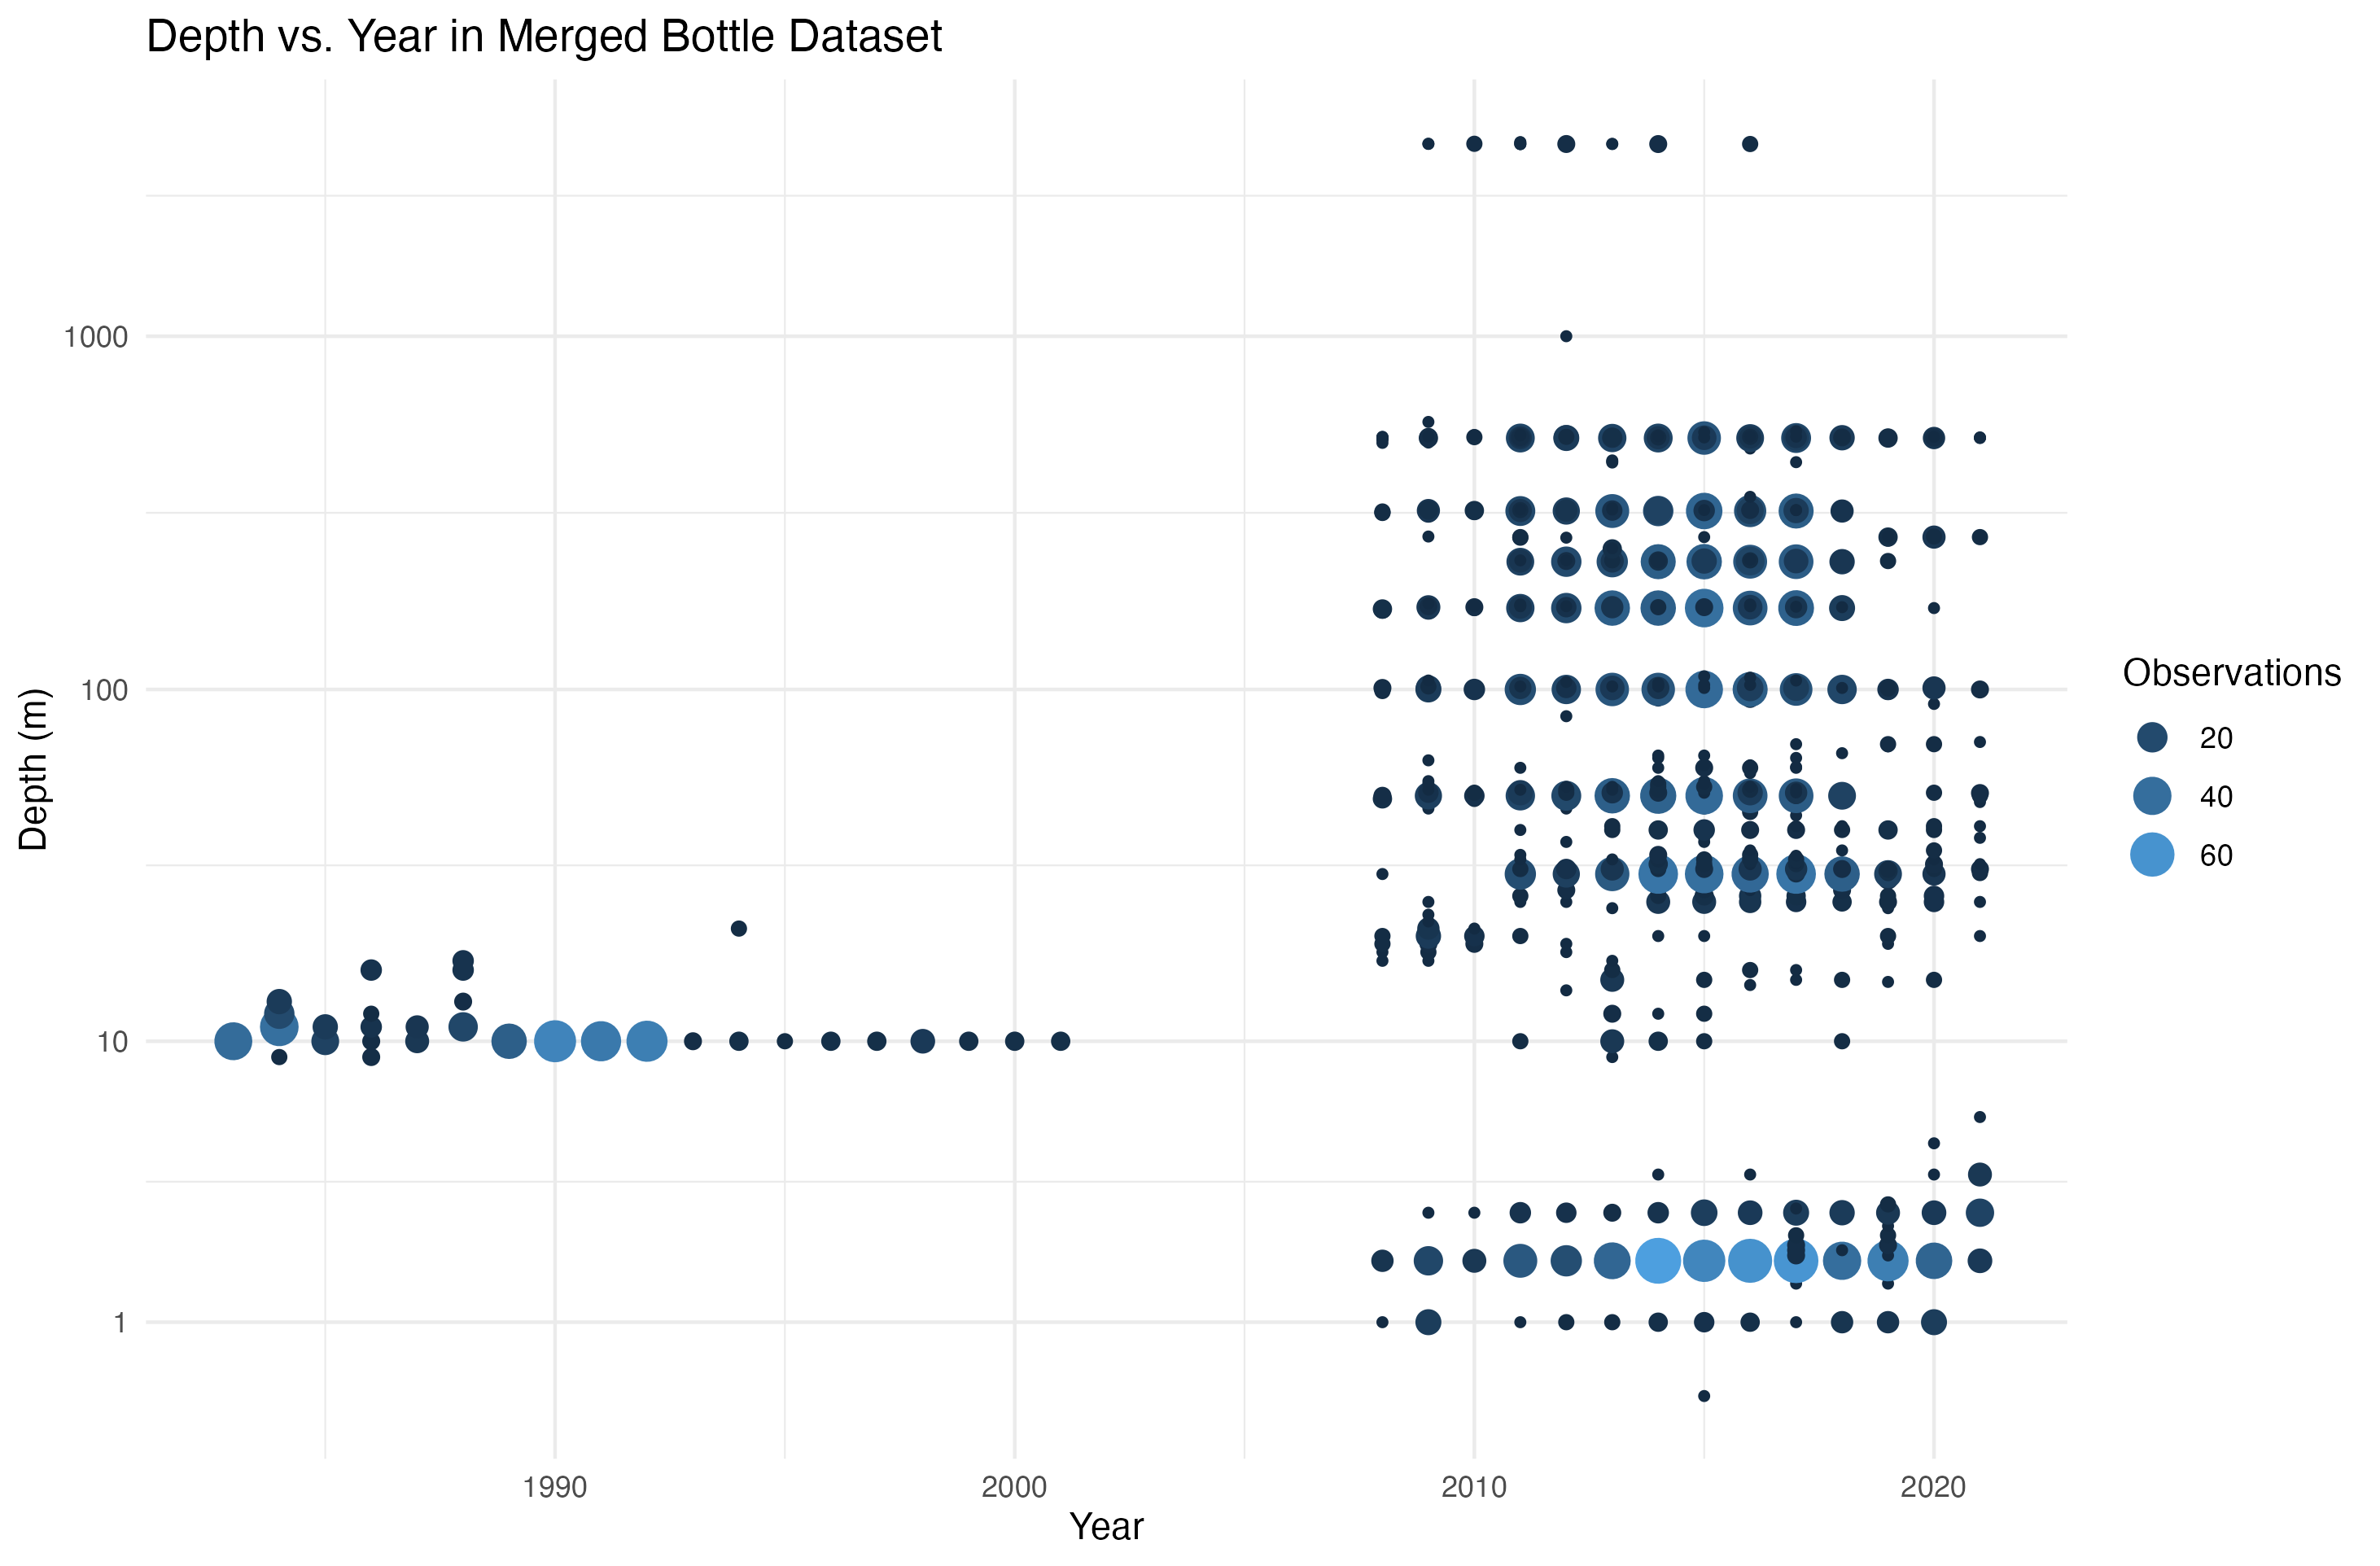 Depth vs. Year in Merged Bottle Dataset
Depth (m)
1000
100
10
1
1990
2000
2010
2020
Year
Observations
20
40
60